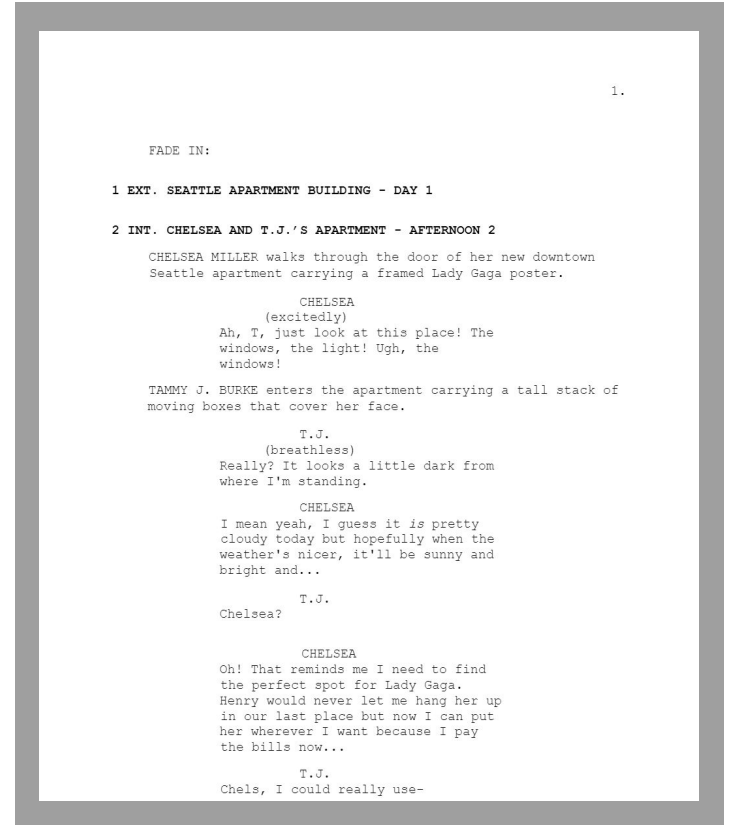 1.
FADE IN:
1 EXT. SEATTLE APARTMENT BUILDING - DAY 1
2 INT. CHELSEA AND T.J.'S APARTMENT - AFTERNOON 2
CHELSEA MILLER walks through the door of her new downtown
Seattle apartment carrying a framed Lady Gaga poster.
CHELSEA
(excitedly)
Ah, T, just look at this place! The
windows, the light! Ugh, the
windows!
TAMMY J. BURKE enters the apartment carrying a tall stack of
moving boxes that cover her face.
T.J.
(breathless)
Really? It looks a little dark from
where I'm standing.
CHELSEA
I mean yeah, I guess it is pretty
cloudy today but hopefully when the
weather's nicer, it'll be sunny and
bright and...
T.J.
Chelsea?
CHELSEA
Oh! That reminds me I need to find
the perfect spot for Lady Gaga.
Henry would never let me hang her up
in our last place but now I can put
her wherever I want because I pay
the bills now...
T.J.
Chels, I could really use-